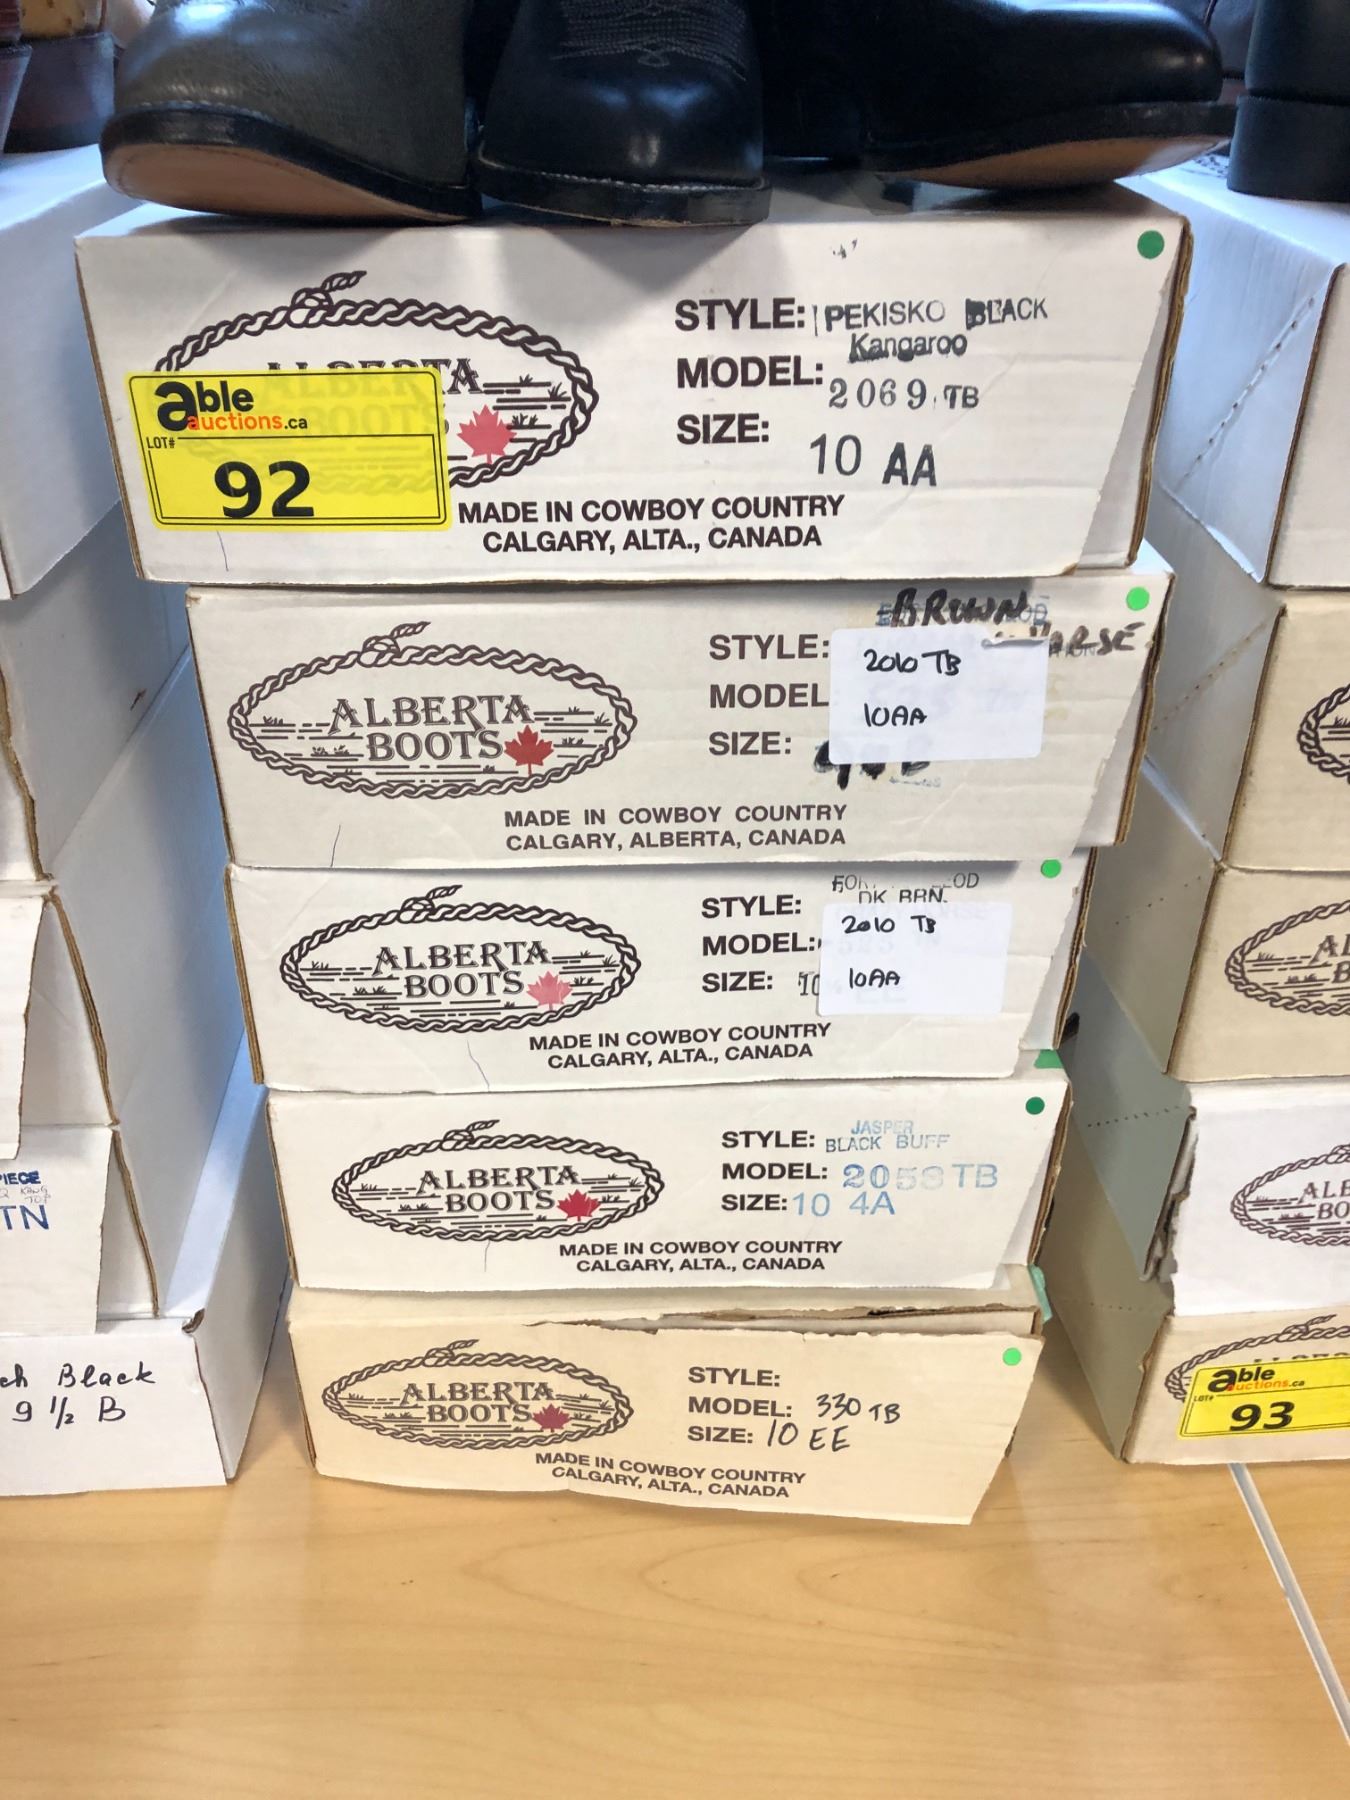 able
auctions.ca
LOT#
92
ALBERTA
BOOTS
STYLE: PEKISKO BLACK
Kangaroo
MODEL: 2069 TB
SIZE: 10 AA
MADE IN COWBOY COUNTRY
CALGARY, ALTA., CANADA
BROWN
HORSE
ALBERTA
BOOTS
STYLE:
MODEL
SIZE:
2010 TB
10AA
MADE IN COWBOY COUNTRY
CALGARY, ALBERTA, CANADA
ALBERTA
BOOTS
STYLE: DK BRN.
MODEL: 2010 TB
SIZE: 10 10AA
MADE IN COWBOY COUNTRY
CALGARY, ALTA., CANADA
ALBERTA
BOOTS
JASPER
STYLE: BLACK BUFF
MODEL: 2058 TB
SIZE: 10 4A
MADE IN COWBOY COUNTRY
CALGARY, ALTA., CANADA
ALBERTA
BOOTS
STYLE:
MODEL: 330 TB
SIZE: 10 EE
MADE IN COWBOY COUNTRY
CALGARY, ALTA., CANADA
PIECE
TN
Black
9 1/2 B
able
auctions.ca
LOT#
93